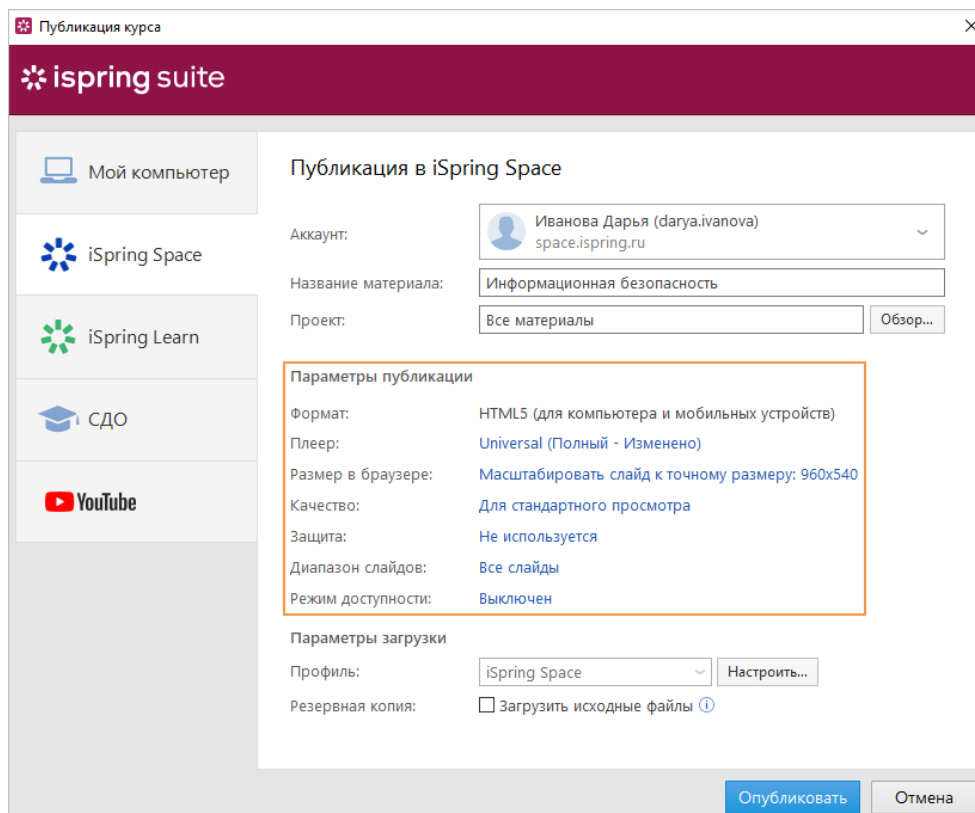 Публикация курса
ispring suite
Мой компьютер
iSpring Space
iSpring Learn
СДО
YouTube
Публикация в iSpring Space
Аккаунт:
Иванова Дарья (darya.ivanova)
space.ispring.ru
Название материала: Информационная безопасность
Проект: Все материалы Обзор...
Параметры публикации
Формат: HTML5 (для компьютера и мобильных устройств)
Плеер: Universal (Полный - Изменено)
Размер в браузере: Масштабировать слайд к точному размеру: 960x540
Качество: Для стандартного просмотра
Защита: Не используется
Диапазон слайдов: Все слайды
Режим доступности: Выключен
Параметры загрузки
Профиль: iSpring Space Настроить...
Резервная копия: Загрузить исходные файлы
Опубликовать Отмена